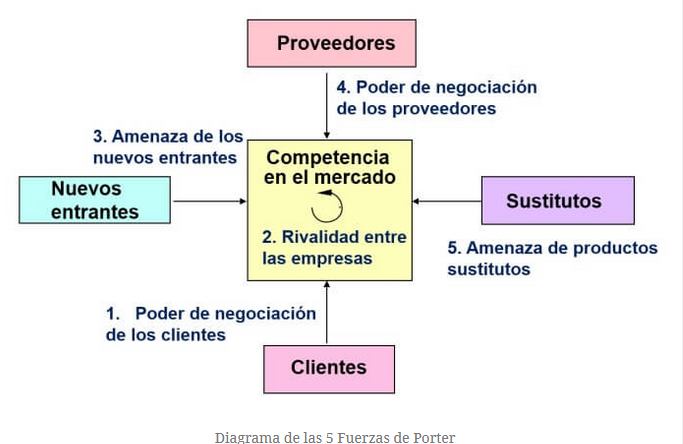 Proveedores
4. Poder de negociación
de los proveedores
3. Amenaza de los
nuevos entrantes
Competencia
en el mercado
Nuevos
entrantes
Sustitutos
2. Rivalidad entre
las empresas
5. Amenaza de productos
sustitutos
1. Poder de negociación
de los clientes
Clientes
Diagrama de las 5 Fuerzas de Porter